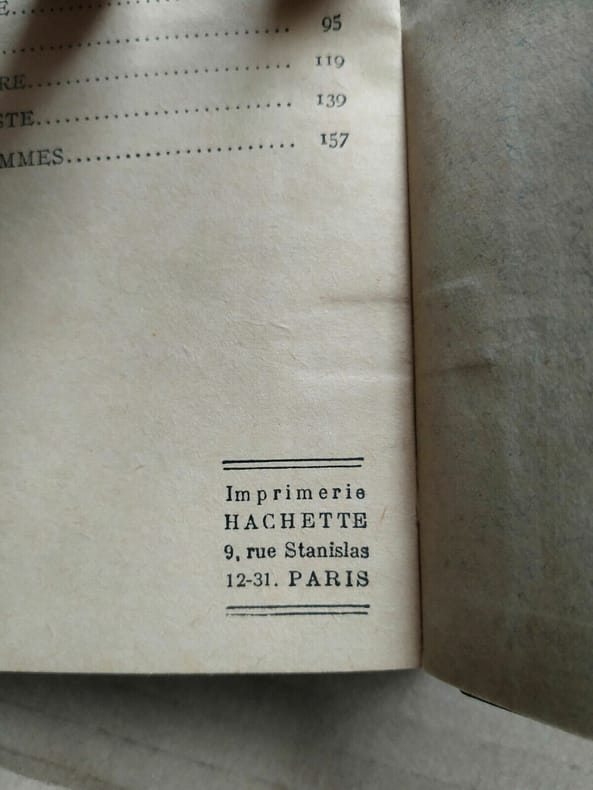 E..................
.......................... 95
RE........................ 119
STE....................... 139
MMES....................... 157
Imprimerie
HACHETTE
9, rue Stanislas
12-31. PARIS